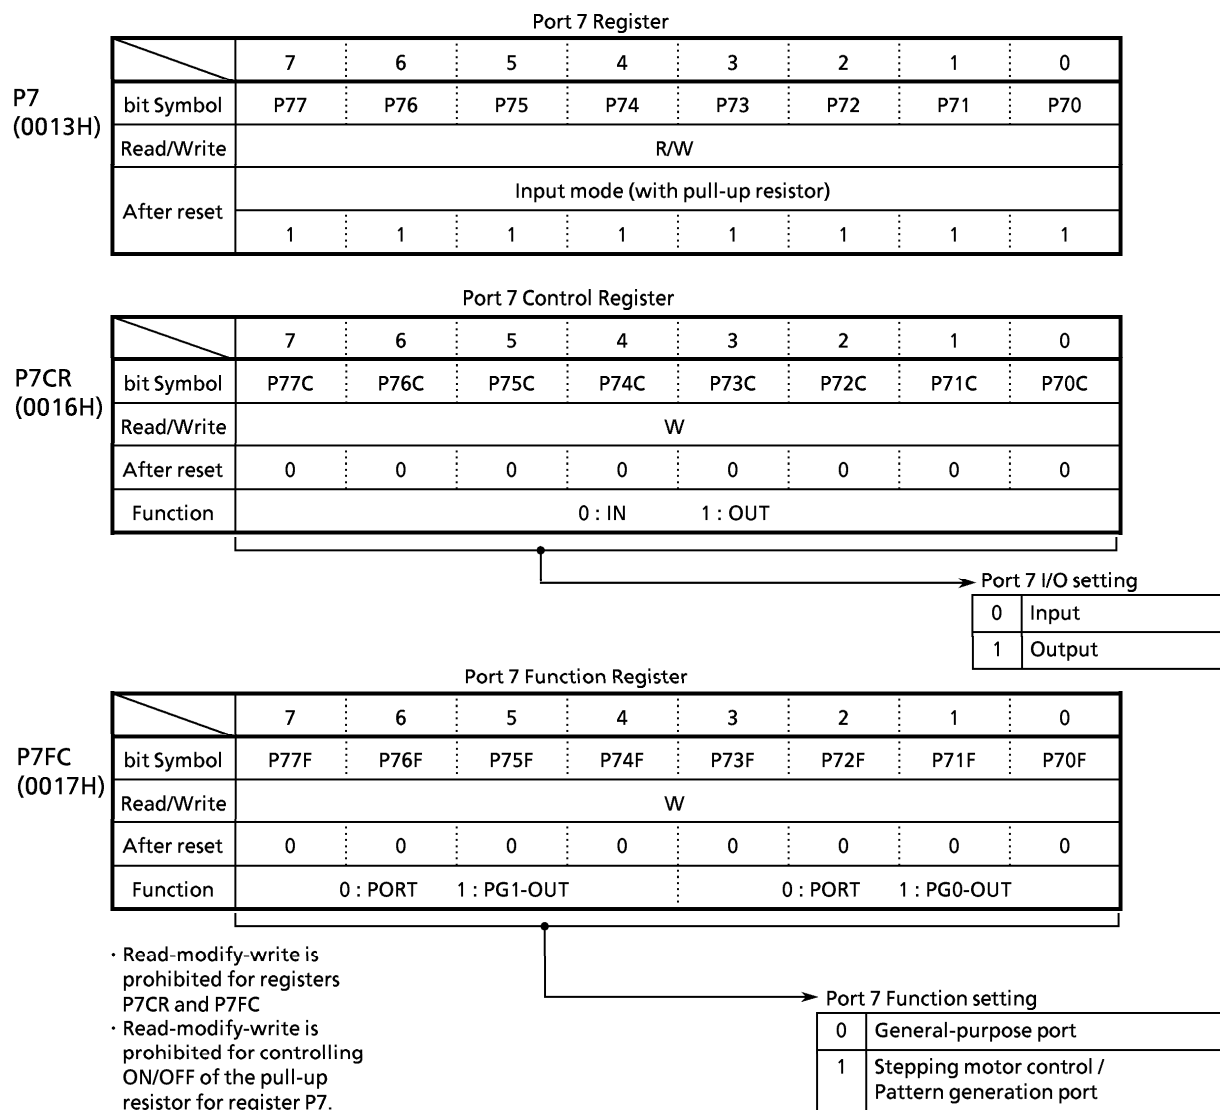 Port 7 Register
7 6 5 4 3 2 1 0
P7
(0013H)
bit Symbol P77 P76 P75 P74 P73 P72 P71 P70
Read/Write R/W
After reset Input mode (with pull-up resistor)
1 1 1 1 1 1 1 1
Port 7 Control Register
7 6 5 4 3 2 1 0
P7CR
(0016H)
bit Symbol P77C P76C P75C P74C P73C P72C P71C P70C
Read/Write W
After reset 0 0 0 0 0 0 0 0
Function 0 : IN 1 : OUT
Port 7 I/O setting
0 Input
1 Output
Port 7 Function Register
7 6 5 4 3 2 1 0
P7FC
(0017H)
bit Symbol P77F P76F P75F P74F P73F P72F P71F P70F
Read/Write W
After reset 0 0 0 0 0 0 0 0
Function 0 : PORT 1 : PG1-OUT 0 : PORT 1 : PG0-OUT
· Read-modify-write is
prohibited for registers
P7CR and P7FC
· Read-modify-write is
prohibited for controlling
ON/OFF of the pull-up
resistor for register P7.
Port 7 Function setting
0 General-purpose port
1 Stepping motor control /
Pattern generation port